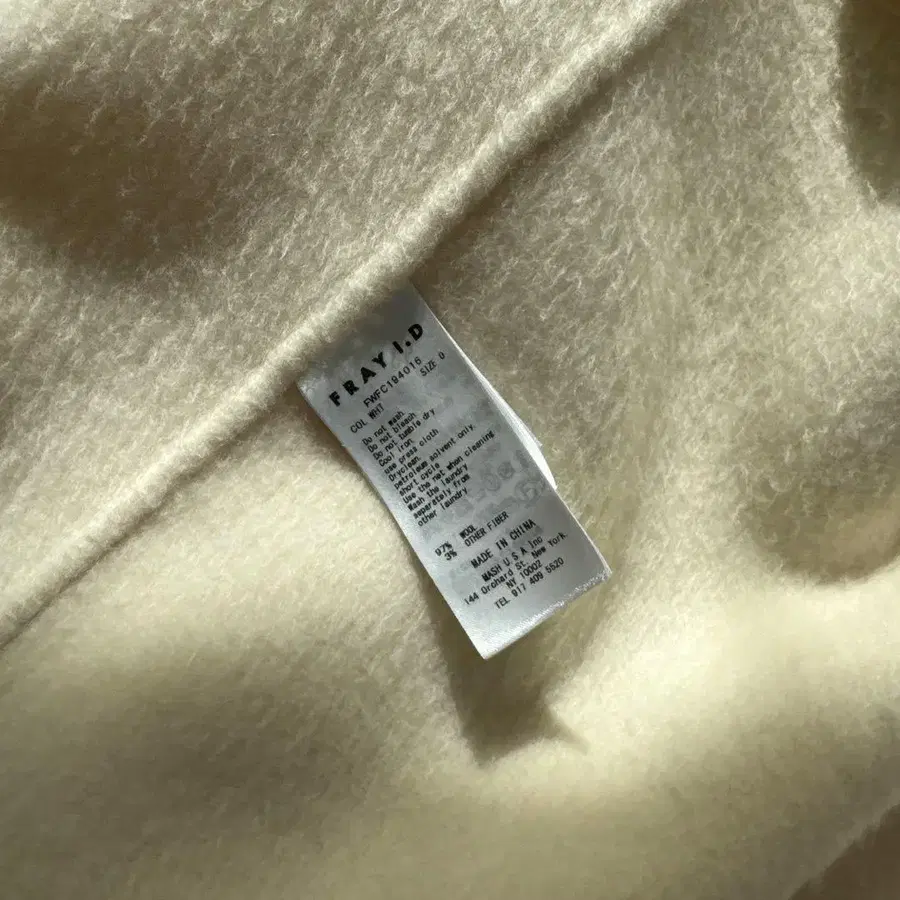 FRAY I.D
FWFC194016
COL WHT SIZE 0
Do not wash.
Do not bleach.
Do not tumble dry
Cool iron.
use press cloth
Dryclean.
petroleum solvent only.
short cycle
Use the net when cleaning.
Wash the laundry
separately from
other laundry
97% WOOL
3% OTHER FIBER
MADE IN CHINA
MASH U.S.A Inc
144 Orchard St. New York.
NY 10002
TEL 917 409 5520